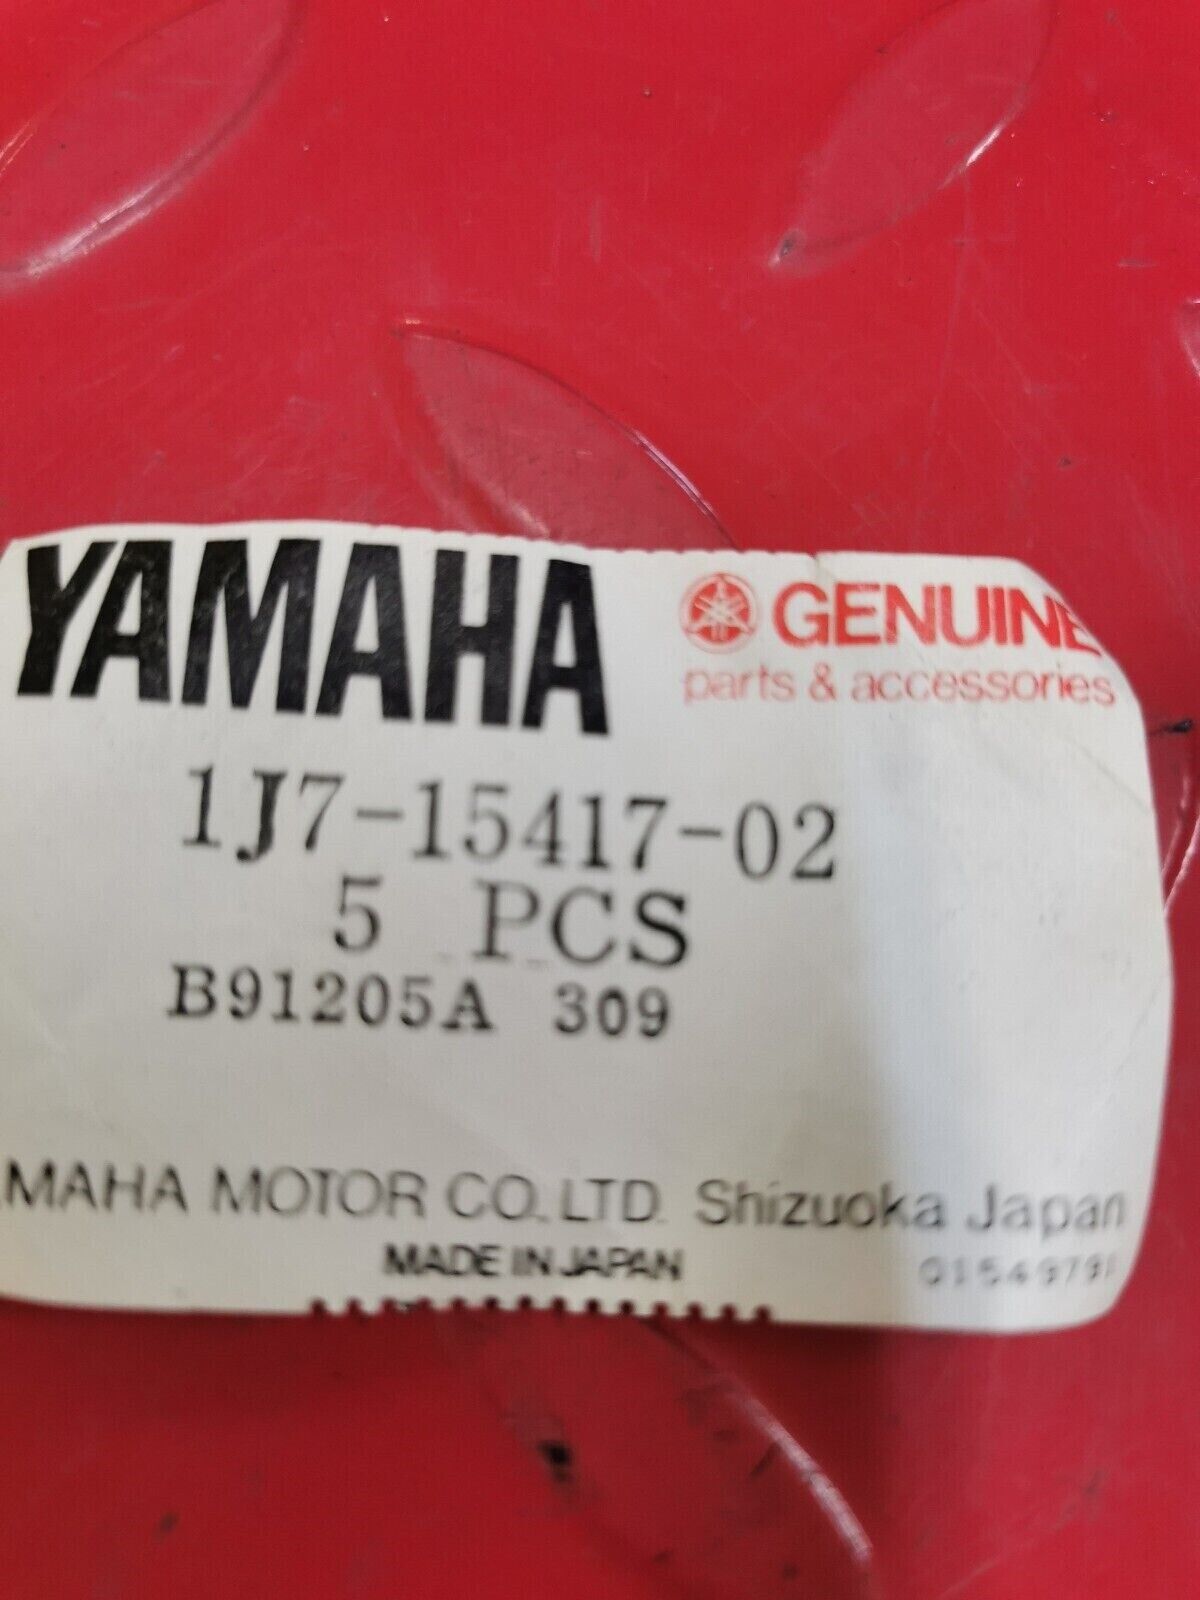 YAMAHA GENUINE
parts & accessories
1J7-15417-02
5 PCS
B91205A 309
AMAHA MOTOR CO.,LTD. Shizuoka Japan
MADE IN JAPAN